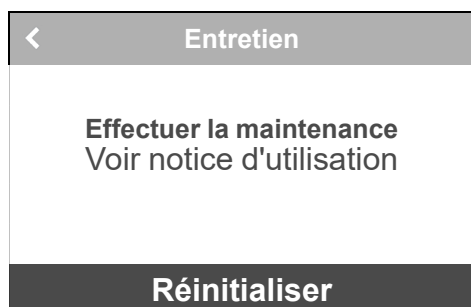 Entretien
Effectuer la maintenance
Voir notice d'utilisation
Réinitialiser